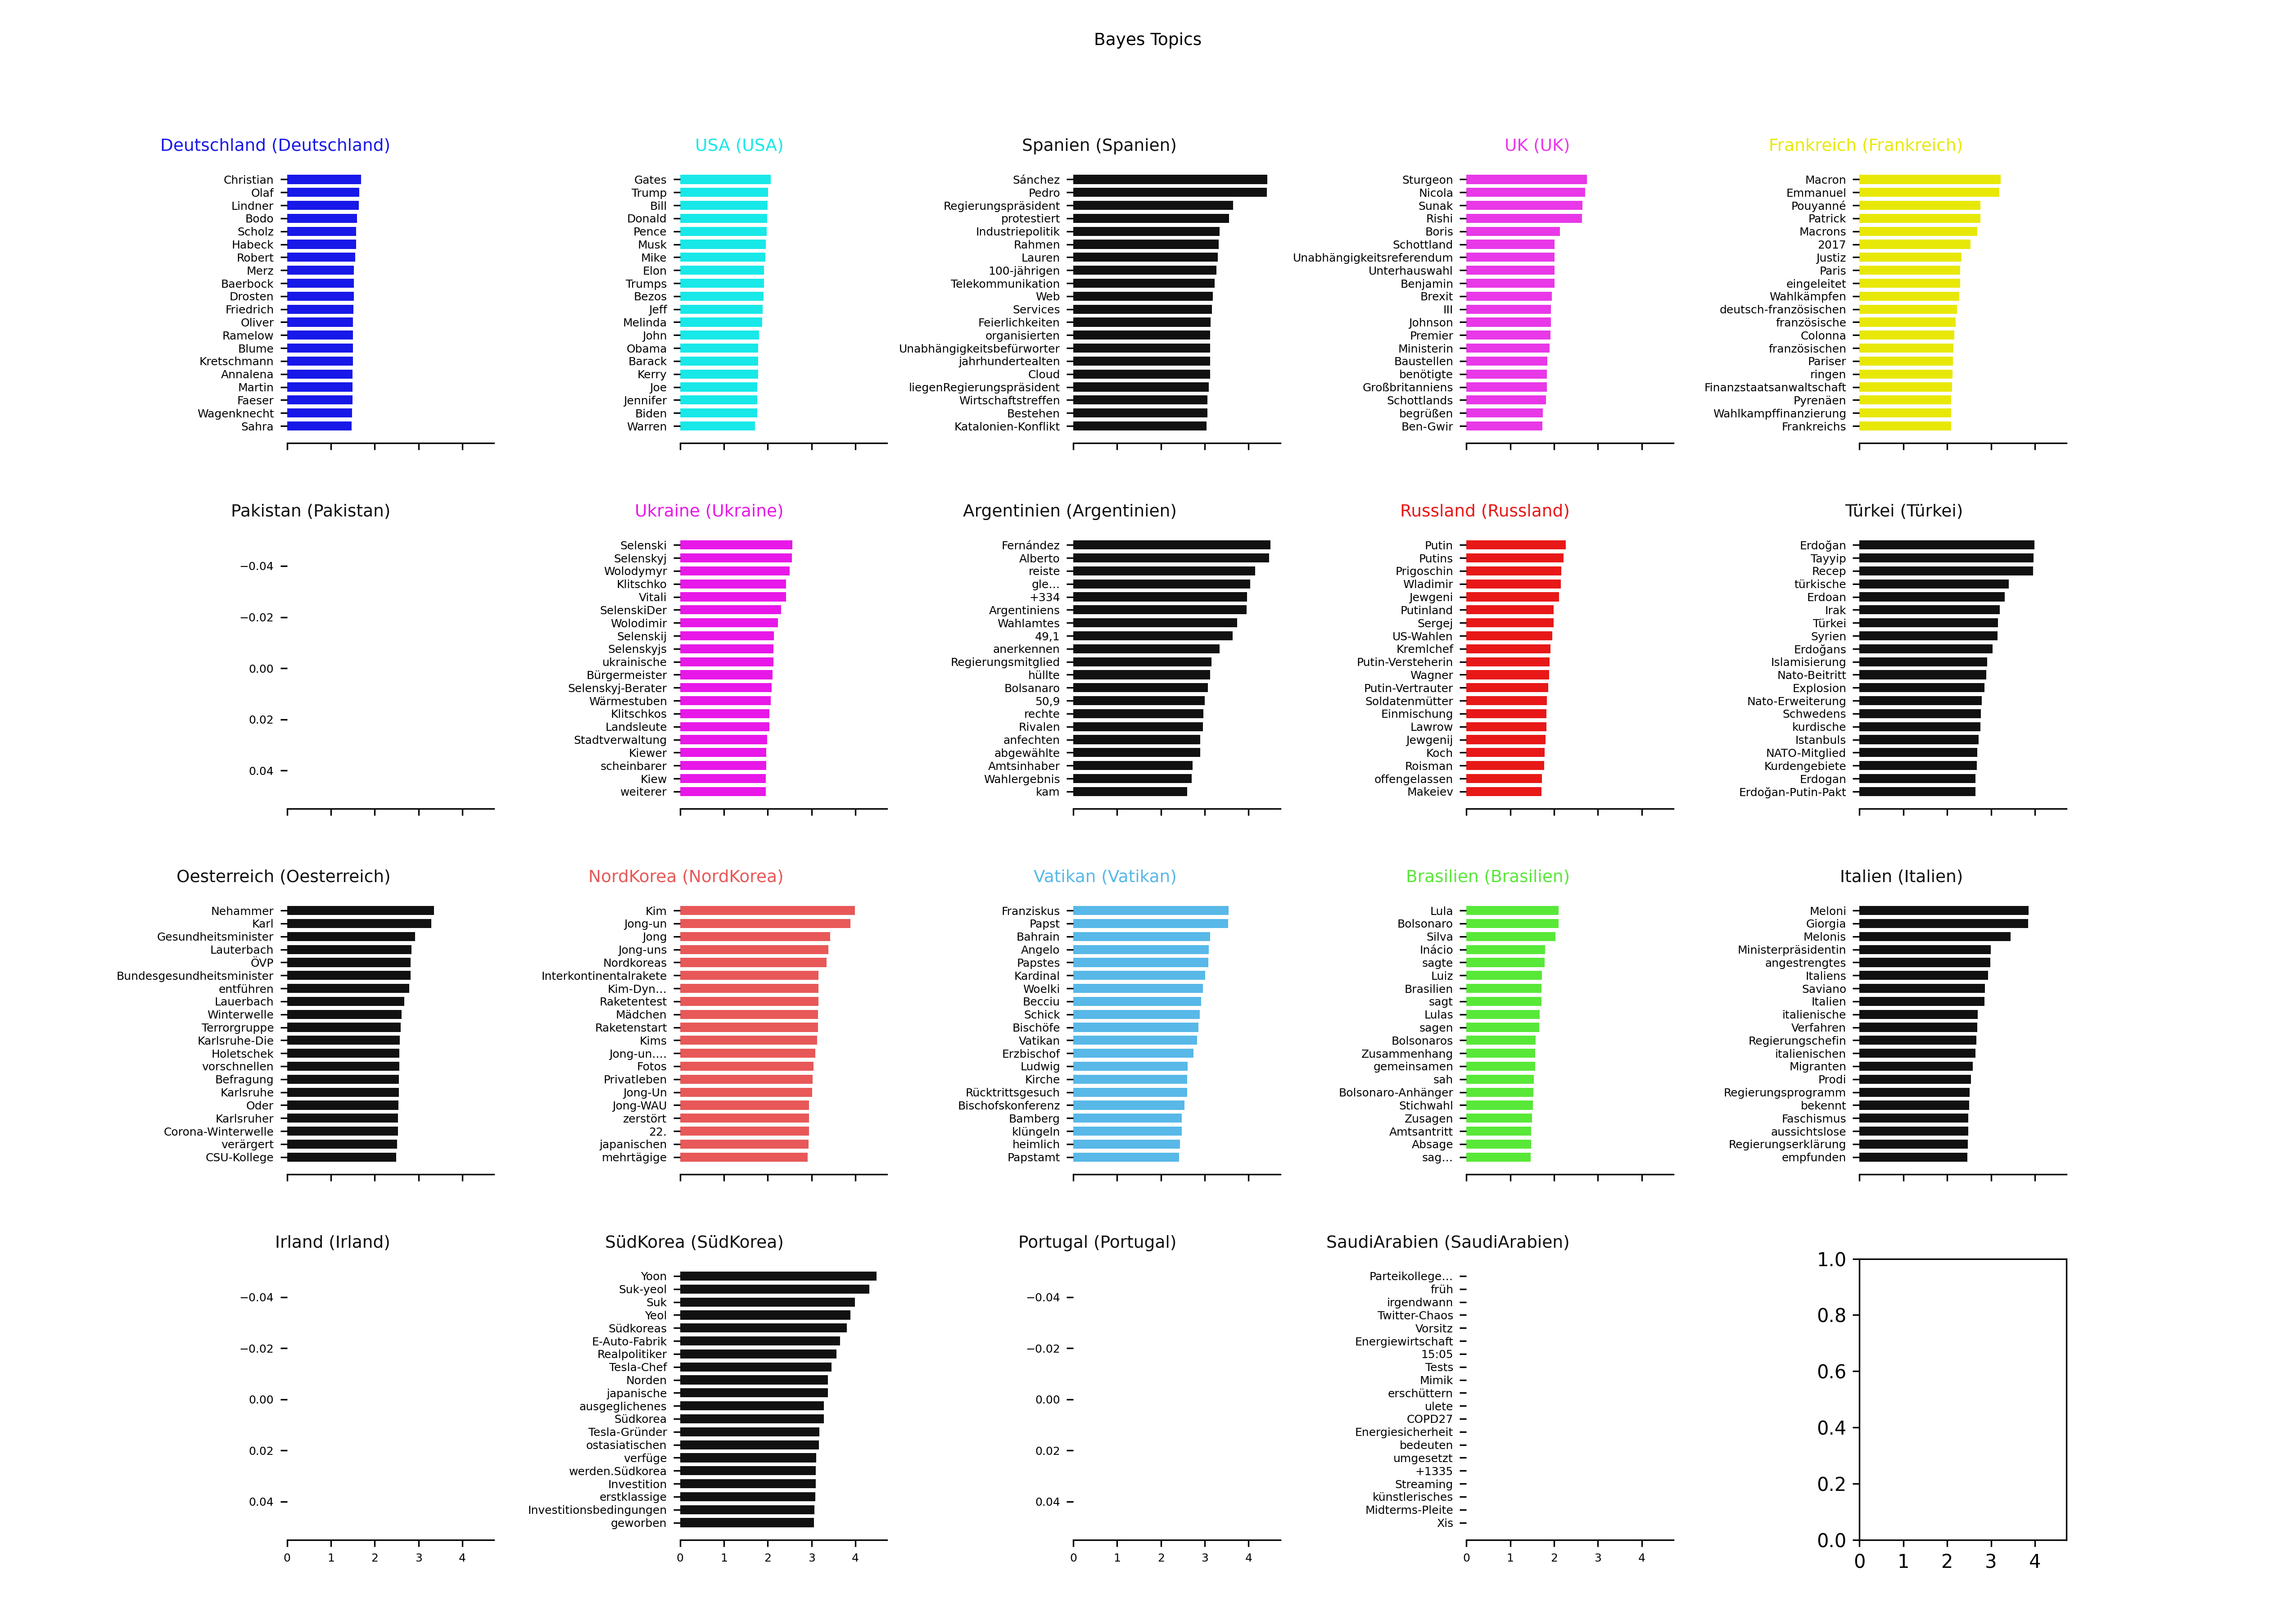 Bayes Topics
Deutschland (Deutschland)
Christian
Olaf
Lindner
Bodo
Scholz
Habeck
Robert
Merz
Baerbock
Drosten
Friedrich
Oliver
Ramelow
Blume
Kretschmann
Annalena
Martin
Faeser
Wagenknecht
Sahra
USA (USA)
Gates
Trump
Bill
Donald
Pence
Musk
Mike
Elon
Trumps
Bezos
Jeff
Melinda
John
Obama
Barack
Kerry
Joe
Jennifer
Biden
Warren
Spanien (Spanien)
Sánchez
Pedro
Regierungspräsident
protestiert
Industriepolitik
Rahmen
Lauren
100-jährigen
Telekommunikation
Web
Services
Feierlichkeiten
organisierten
Unabhängigkeitsbefürworter
jahrhundertealten
Cloud
liegenRegierungspräsident
Wirtschaftstreffen
Bestehen
Katalonien-Konflikt
UK (UK)
Sturgeon
Nicola
Sunak
Rishi
Boris
Schottland
Unabhängigkeitsreferendum
Unterhauswahl
Benjamin
Brexit
III
Johnson
Premier
Ministerin
Baustellen
benötigte
Großbritanniens
Schottlands
begrüßen
Ben-Gwir
Frankreich (Frankreich)
Macron
Emmanuel
Pouyanné
Patrick
Macrons
2017
Justiz
Paris
eingeleitet
Wahlkämpfen
deutsch-französischen
französische
Colonna
französischen
Pariser
ringen
Finanzstaatsanwaltschaft
Pyrenäen
Wahlkampffinanzierung
Frankreichs
Pakistan (Pakistan)
−0.04
−0.02
0.00
0.02
0.04
Ukraine (Ukraine)
Selenski
Selenskyj
Wolodymyr
Klitschko
Vitali
SelenskiDer
Wolodimir
Selenskij
Selenskyjs
ukrainische
Bürgermeister
Selenskyj-Berater
Wärmestuben
Klitschkos
Landsleute
Stadtverwaltung
Kiewer
scheinbarer
Kiew
weiterer
Argentinien (Argentinien)
Fernández
Alberto
reiste
gle…
+334
Argentiniens
Wahlamtes
49,1
anerkennen
Regierungsmitglied
hüllte
Bolsanaro
50,9
rechte
Rivalen
anfechten
abgewählte
Amtsinhaber
Wahlergebnis
kam
Russland (Russland)
Putin
Putins
Prigoschin
Wladimir
Jewgeni
Putinland
Sergej
US-Wahlen
Kremlchef
Putin-Versteherin
Wagner
Putin-Vertrauter
Soldatenmütter
Einmischung
Lawrow
Jewgenij
Koch
Roisman
offengelassen
Makeiev
Türkei (Türkei)
Erdoğan
Tayyip
Recep
türkische
Erdoan
Irak
Türkei
Syrien
Erdoğans
Islamisierung
Nato-Beitritt
Explosion
Nato-Erweiterung
Schwedens
kurdische
Istanbuls
NATO-Mitglied
Kurdengebiete
Erdogan
Erdoğan-Putin-Pakt
Oesterreich (Oesterreich)
Nehammer
Karl
Gesundheitsminister
Lauterbach
ÖVP
Bundesgesundheitsminister
entführen
Lauerbach
Winterwelle
Terrorgruppe
Karlsruhe-Die
Holetschek
vorschnellen
Befragung
Karlsruhe
Oder
Karlsruher
Corona-Winterwelle
verärgert
CSU-Kollege
NordKorea (NordKorea)
Kim
Jong-un
Jong
Jong-uns
Nordkoreas
Interkontinentalrakete
Kim-Dyn…
Raketentest
Mädchen
Raketenstart
Kims
Jong-un.…
Fotos
Privatleben
Jong-Un
Jong-WAU
zerstört
22.
japanischen
mehrtägige
Vatikan (Vatikan)
Franziskus
Papst
Bahrain
Angelo
Papstes
Kardinal
Woelki
Becciu
Schick
Bischöfe
Vatikan
Erzbischof
Ludwig
Kirche
Rücktrittsgesuch
Bischofskonferenz
Bamberg
klüngeln
heimlich
Papstamt
Brasilien (Brasilien)
Lula
Bolsonaro
Silva
Inácio
sagte
Luiz
Brasilien
sagt
Lulas
sagen
Bolsonaros
Zusammenhang
gemeinsamen
sah
Bolsonaro-Anhänger
Stichwahl
Zusagen
Amtsantritt
Absage
sag…
Italien (Italien)
Meloni
Giorgia
Melonis
Ministerpräsidentin
angestrengtes
Italiens
Saviano
Italien
italienische
Verfahren
Regierungschefin
italienischen
Migranten
Prodi
Regierungsprogramm
bekennt
Faschismus
aussichtslose
Regierungserklärung
empfunden
Irland (Irland)
−0.04
−0.02
0.00
0.02
0.04
0 1 2 3 4
SüdKorea (SüdKorea)
Yoon
Suk-yeol
Suk
Yeol
Südkoreas
E-Auto-Fabrik
Realpolitiker
Tesla-Chef
Norden
japanische
ausgeglichenes
Südkorea
Tesla-Gründer
ostasiatischen
verfüge
werden.Südkorea
Investition
erstklassige
Investitionsbedingungen
geworben
0 1 2 3 4
Portugal (Portugal)
−0.04
−0.02
0.00
0.02
0.04
0 1 2 3 4
SaudiArabien (SaudiArabien)
Parteikollege…
früh
irgendwann
Twitter-Chaos
Vorsitz
Energiewirtschaft
15:05
Tests
Mimik
erschüttern
ulete
COPD27
Energiesicherheit
bedeuten
umgesetzt
+1335
Streaming
künstlerisches
Midterms-Pleite
Xis
0 1 2 3 4
1.0
0.8
0.6
0.4
0.2
0.0
0 1 2 3 4